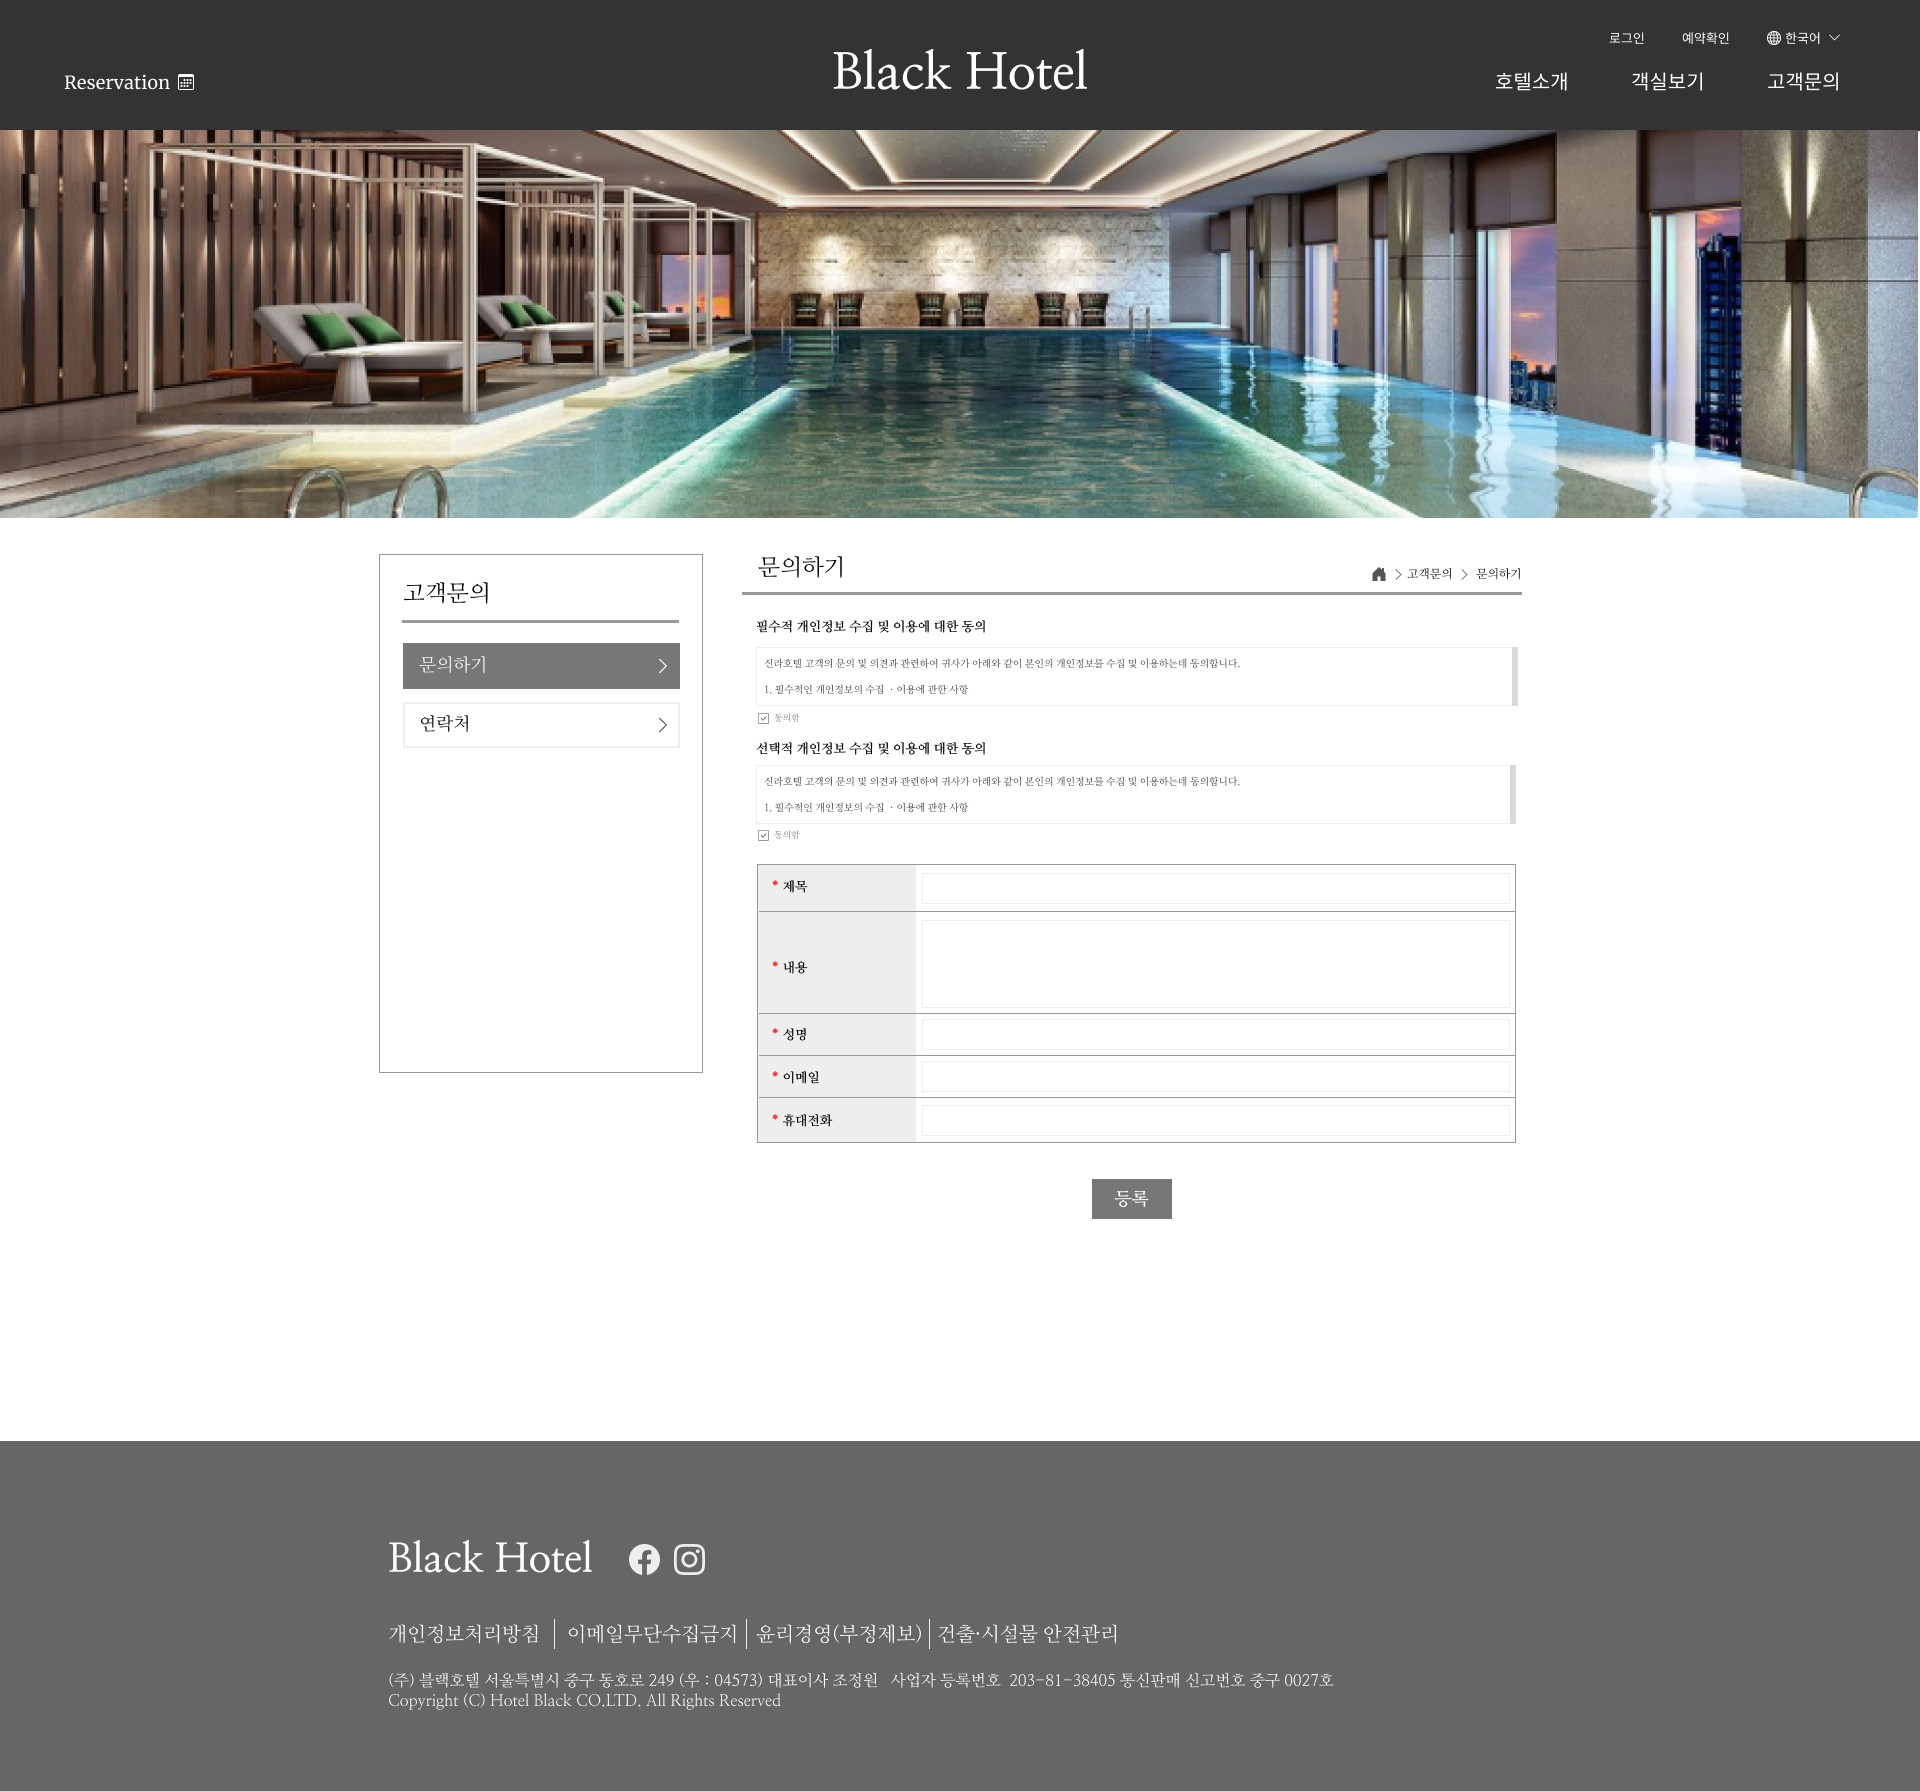 로그인 예약확인 한국어
Reservation
Black Hotel
호텔소개 객실보기 고객문의
고객문의
문의하기
연락처
문의하기
고객문의 문의하기
필수적 개인정보 수집 및 이용에 대한 동의
신라호텔 고객의 문의 및 의견과 관련하여 귀사가 아래와 같이 본인의 개인정보를 수집 및 이용하는데 동의합니다.
1. 필수적인 개인정보의 수집 · 이용에 관한 사항
동의함
선택적 개인정보 수집 및 이용에 대한 동의
신라호텔 고객의 문의 및 의견과 관련하여 귀사가 아래와 같이 본인의 개인정보를 수집 및 이용하는데 동의합니다.
1. 필수적인 개인정보의 수집 · 이용에 관한 사항
동의함
* 제목
* 내용
* 성명
* 이메일
* 휴대전화
등록
Black Hotel
개인정보처리방침 이메일무단수집금지 윤리경영(부정제보) 건출·시설물 안전관리
(주) 블랙호텔 서울특별시 중구 동호로 249 (우 : 04573) 대표이사 조정원 사업자 등록번호 203-81-38405 통신판매 신고번호 중구 0027호
Copyright (C) Hotel Black CO.LTD. All Rights Reserved